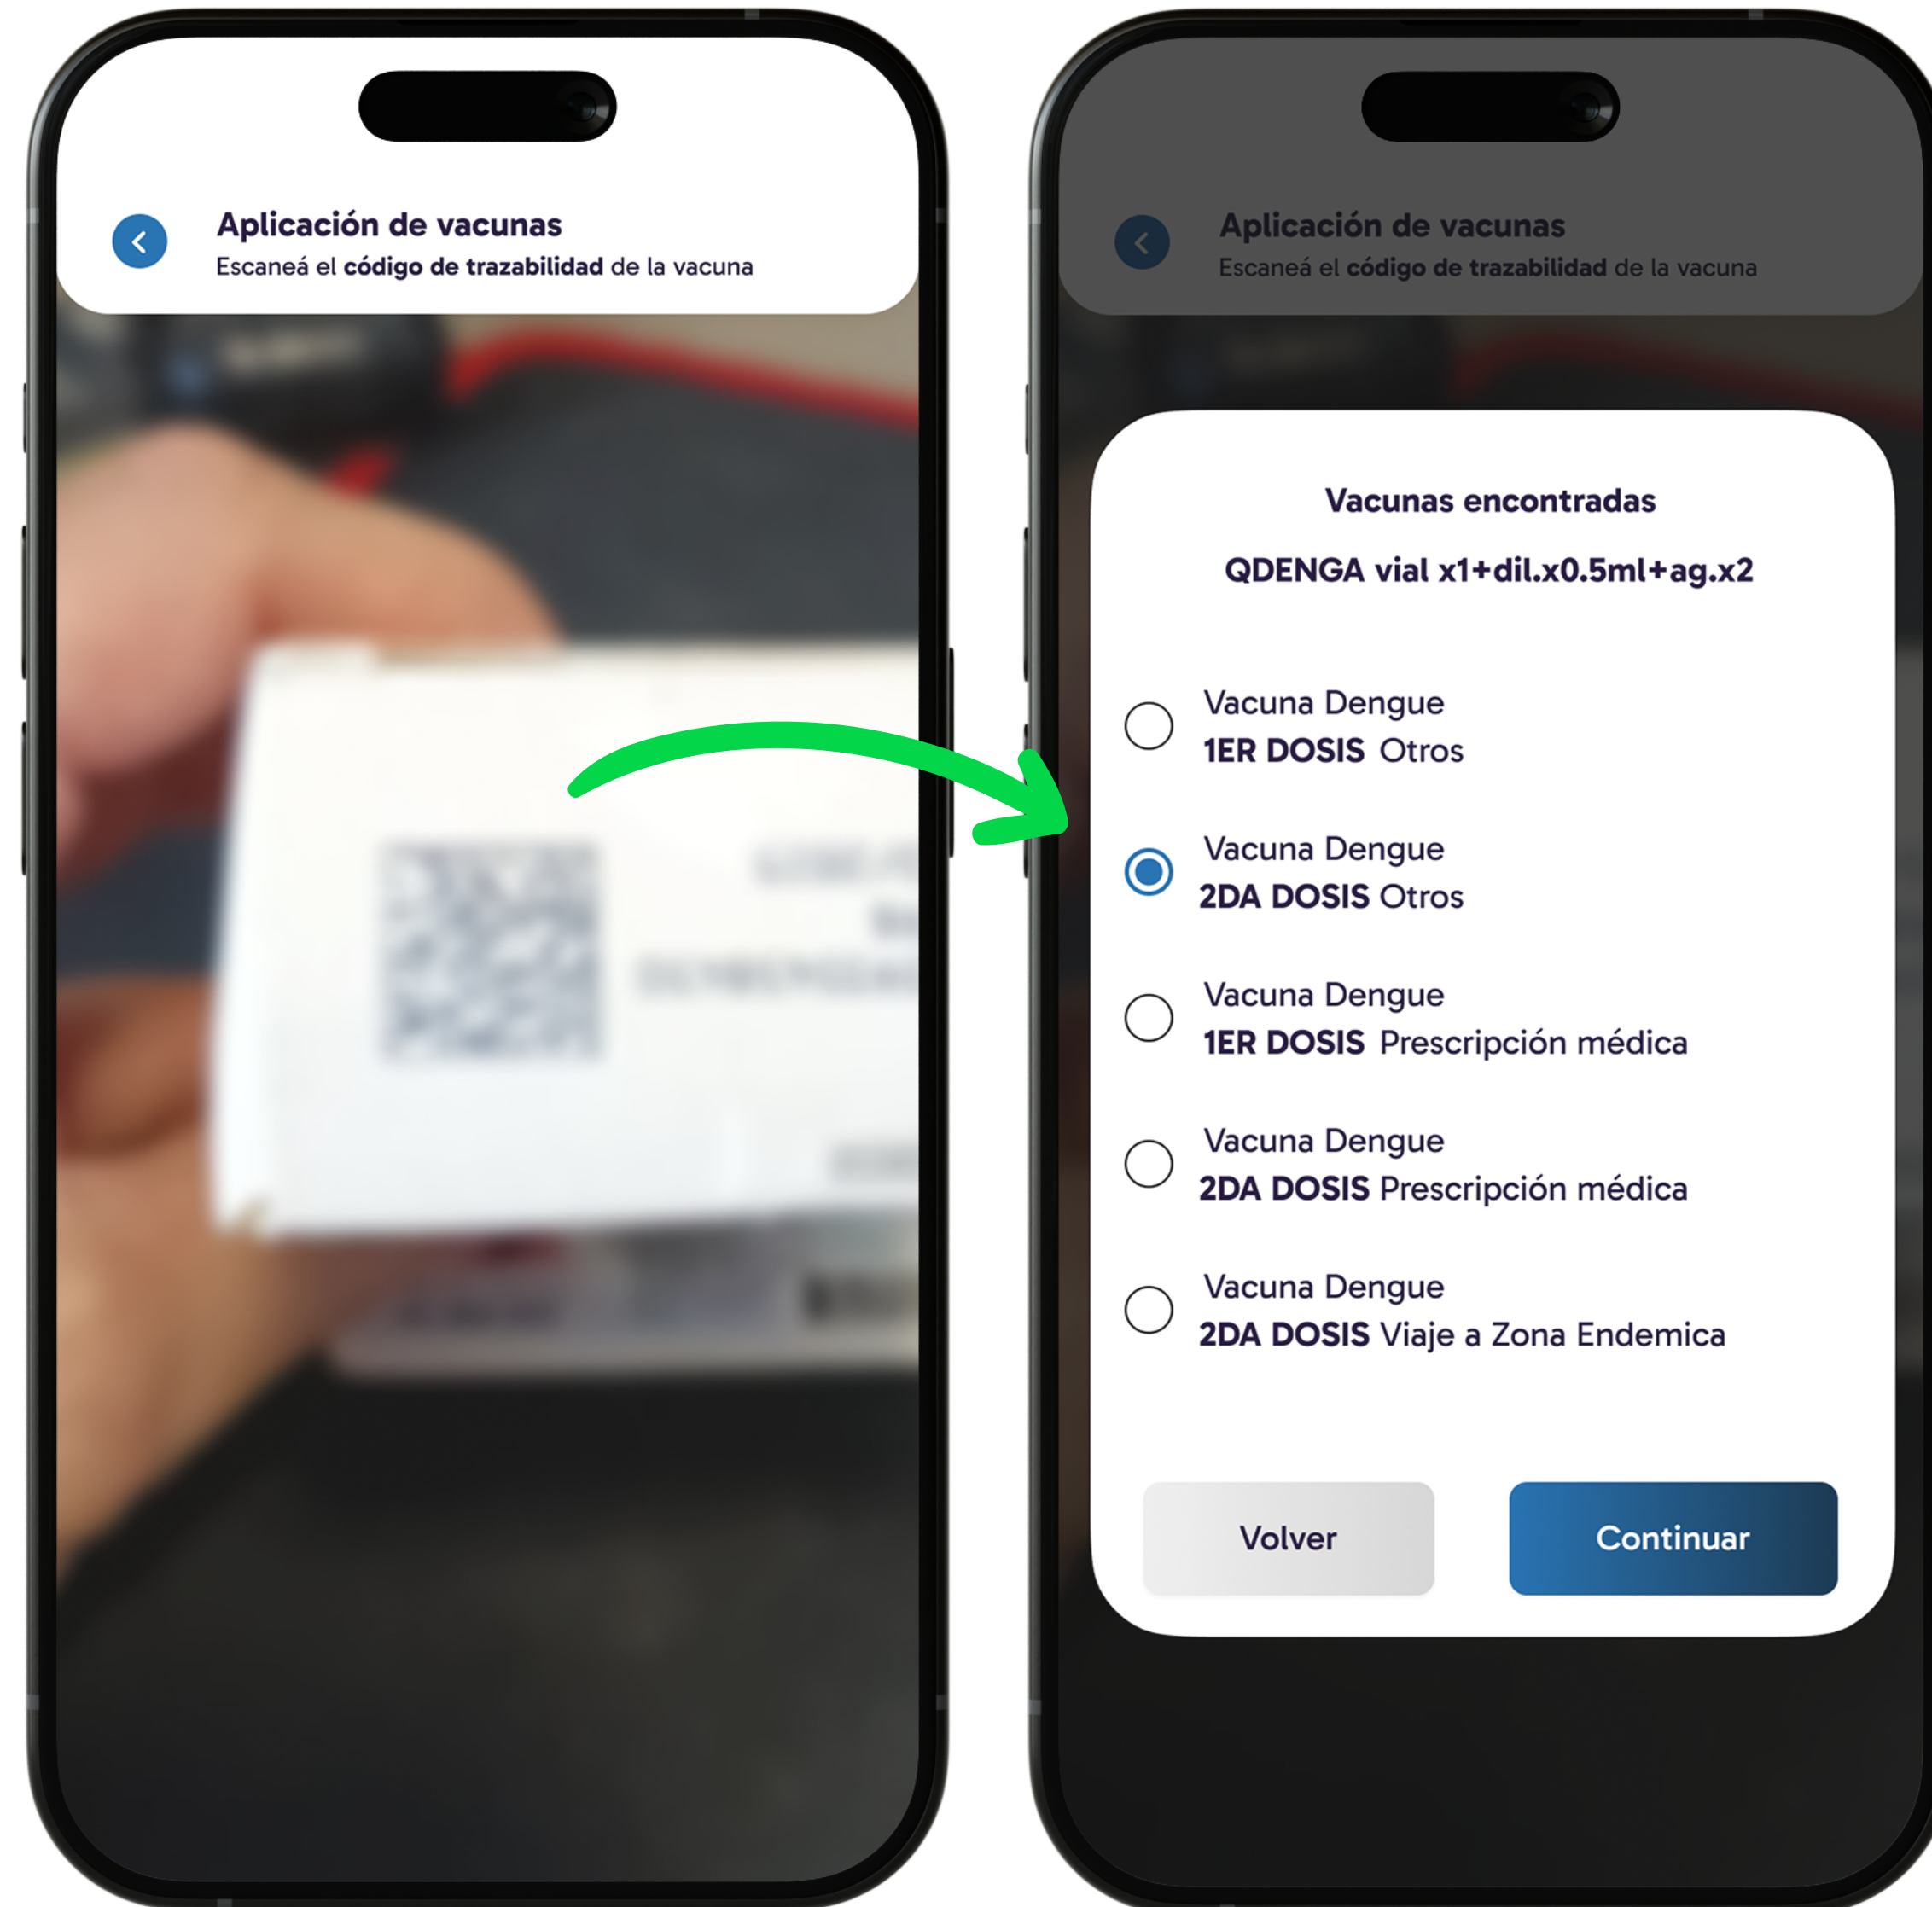 Aplicación de vacunas
Escaneá el código de trazabilidad de la vacuna
Aplicación de vacunas
Escaneá el código de trazabilidad de la vacuna
Vacunas encontradas
QDENGA vial x1+dil.x0.5ml+ag.x2
Vacuna Dengue
1ER DOSIS Otros
Vacuna Dengue
2DA DOSIS Otros
Vacuna Dengue
1ER DOSIS Prescripción médica
Vacuna Dengue
2DA DOSIS Prescripción médica
Vacuna Dengue
2DA DOSIS Viaje a Zona Endemica
Volver
Continuar